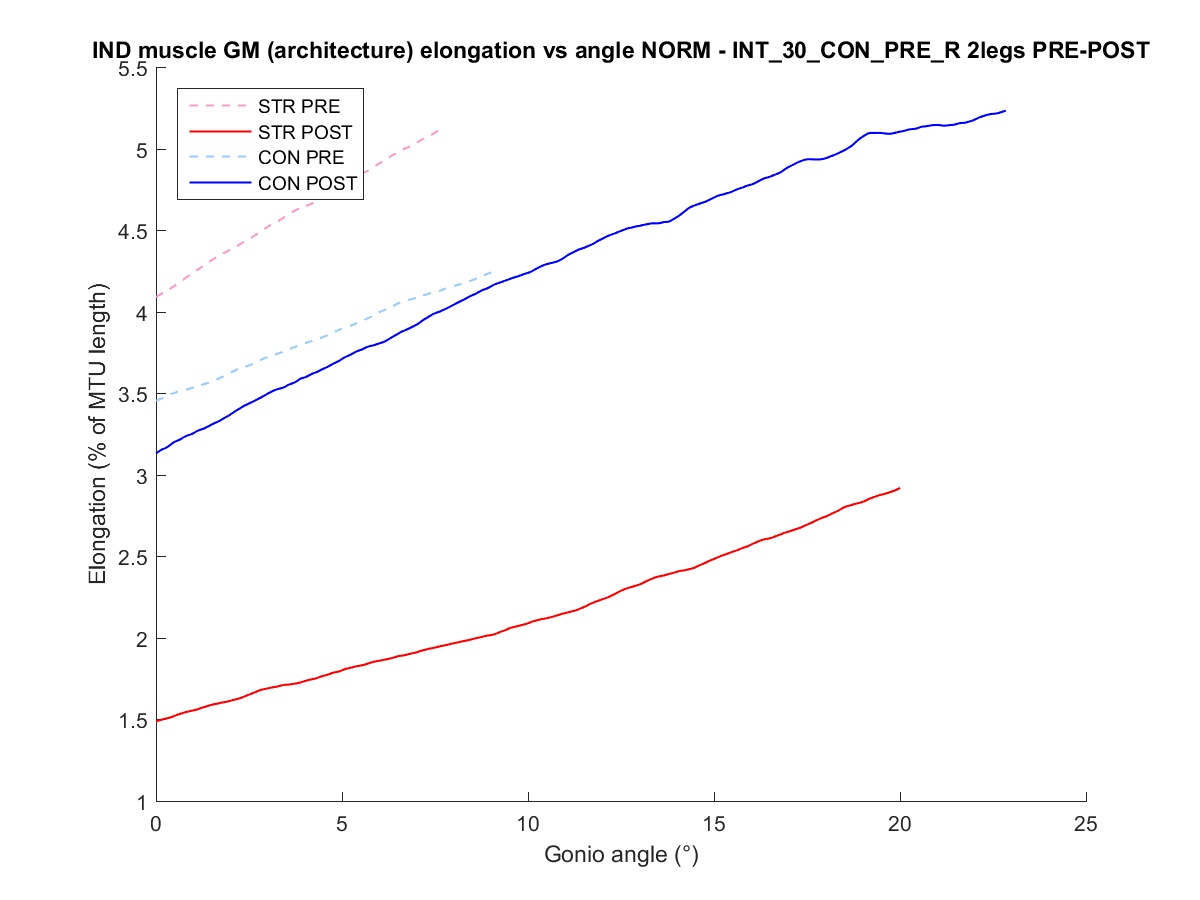 IND muscle GM (architecture) elongation vs angle NORM - INT_30_CON_PRE_R 2legs PRE-POST
5.5
STR PRE
STR POST
CON PRE
CON POST
5
4.5
4
3.5
3
2.5
2
1.5
1
Elongation (% of MTU length)
0
5
10
15
20
25
Gonio angle (°)